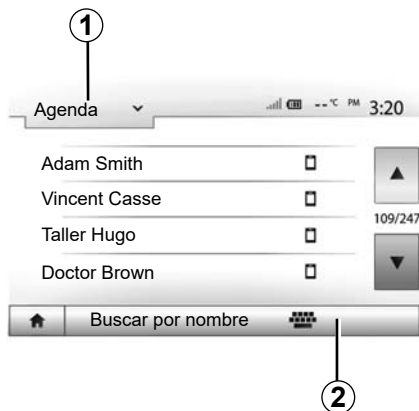 1
Agenda
--°C PM 3:20
Adam Smith
Vincent Casse
109/247
Taller Hugo
Doctor Brown
Buscar por nombre
2